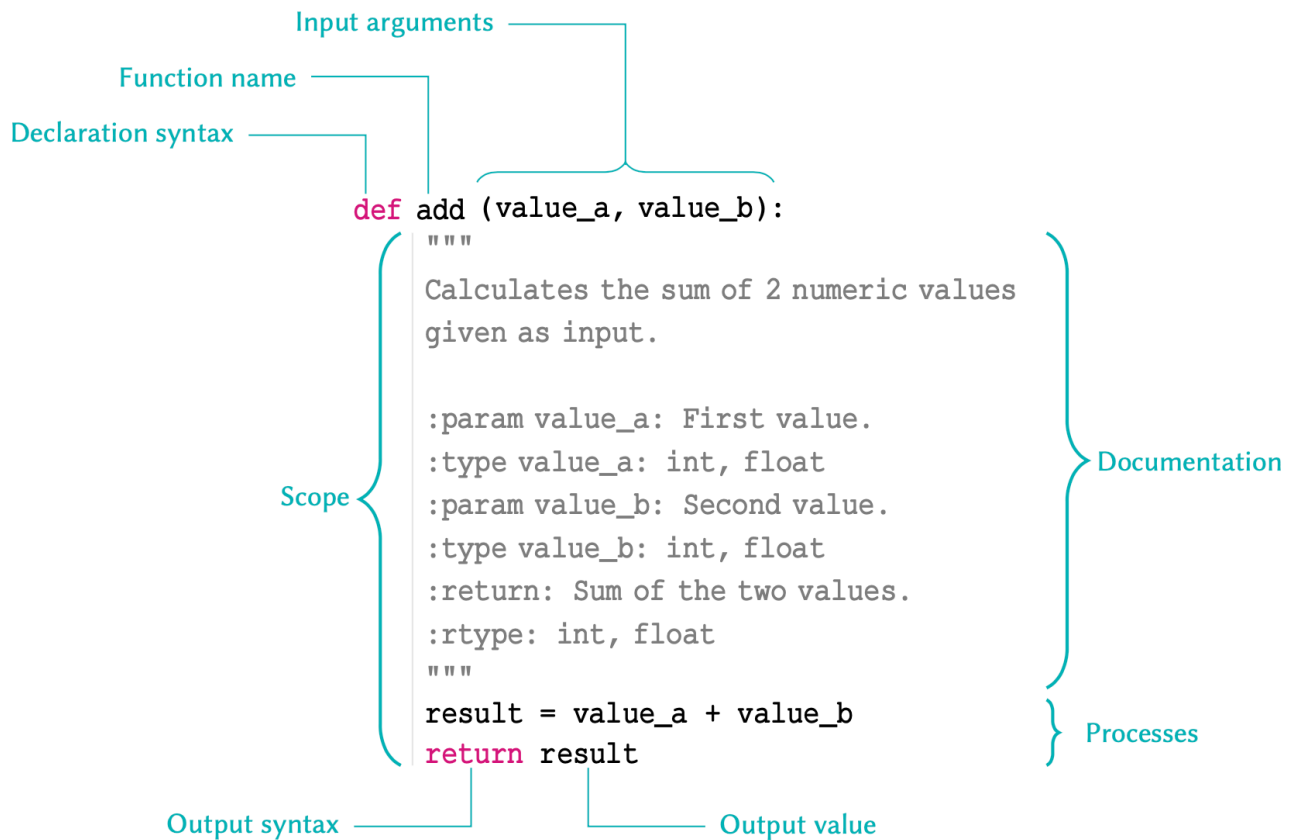 Input arguments
Function name
Declaration syntax
def add (value_a, value_b):
"""
Calculates the sum of 2 numeric values
given as input.
:param value_a: First value.
:type value_a: int, float
Documentation
:param value_b: Second value.
Scope
:type value_b: int, float
:return: Sum of the two values.
:rtype: int, float
"""
result = value_a + value_b
Processes
return result
Output syntax
Output value